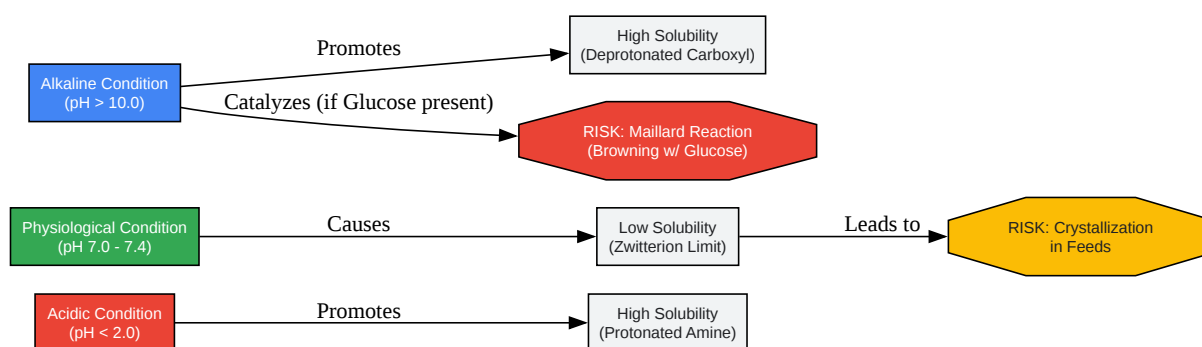 Promotes
High Solubility
(Deprotonated Carboxyl)
Alkaline Condition
(pH > 10.0)
Catalyzes (if Glucose present)
RISK: Maillard Reaction
(Browning w/ Glucose)
Physiological Condition
(pH 7.0 - 7.4)
Causes
Low Solubility
(Zwitterion Limit)
Leads to
RISK: Crystallization
in Feeds
Acidic Condition
(pH < 2.0)
Promotes
High Solubility
(Protonated Amine)